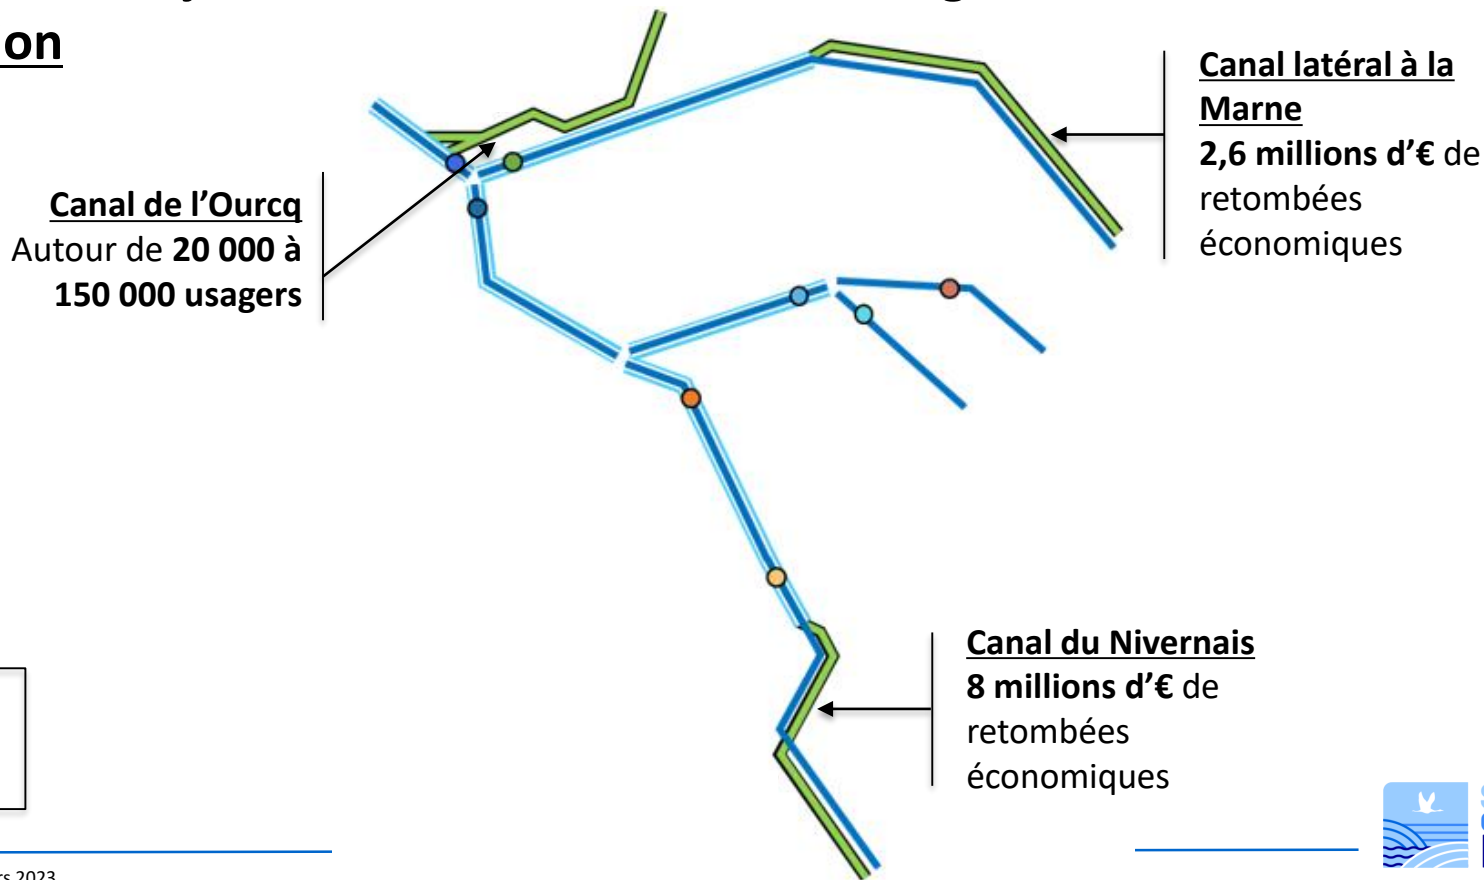 on
Canal latéral à la
Marne
2,6 millions d'€ de
retombées
économiques
Canal de l'Ourcq
Autour de 20 000 à
150 000 usagers
Canal du Nivernais
8 millions d'€ de
retombées
économiques
2023